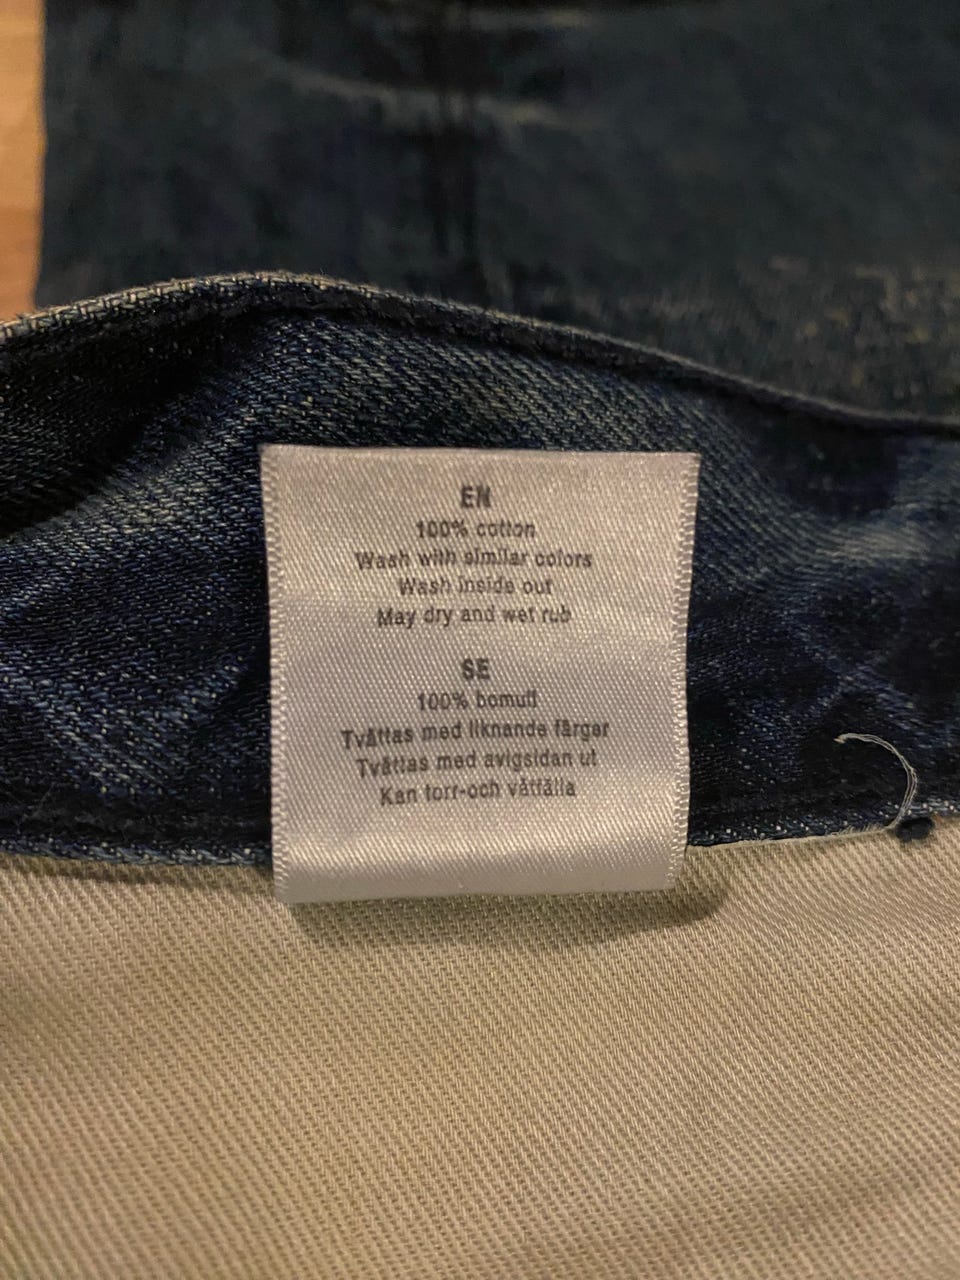 EN
100% cotton
Wash with similar colors
Wash inside out
May dry and wet rub
SE
100% bomull
Tvättas med liknande färger
Tvättas med avigsidan ut
Kan torr-och våtfälla